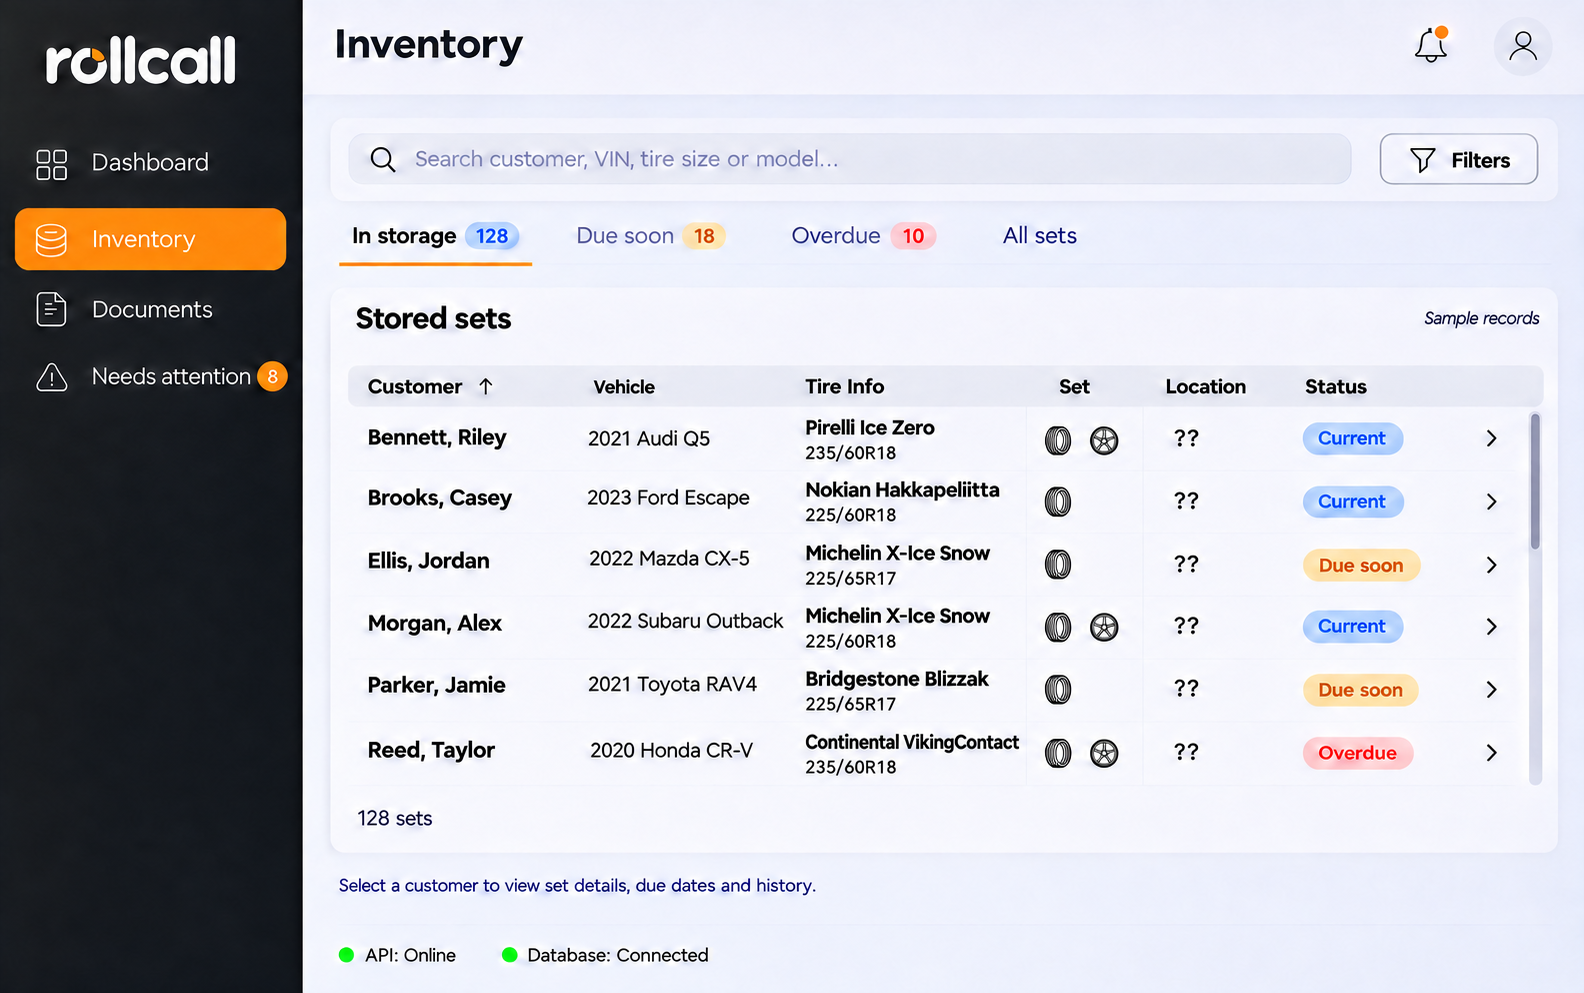 rollcall
Dashboard
Inventory
Documents
Needs attention 8
Inventory
Search customer, VIN, tire size or model...
Filters
In storage 128 Due soon 18 Overdue 10 All sets
Stored sets
Sample records
Customer ↑ Vehicle Tire Info Set Location Status
Bennett, Riley 2021 Audi Q5 Pirelli Ice Zero ?? Current
235/60R18
Brooks, Casey 2023 Ford Escape Nokian Hakkapeliitta ?? Current
225/60R18
Ellis, Jordan 2022 Mazda CX-5 Michelin X-Ice Snow ?? Due soon
225/65R17
Morgan, Alex 2022 Subaru Outback Michelin X-Ice Snow ?? Current
225/60R18
Parker, Jamie 2021 Toyota RAV4 Bridgestone Blizzak ?? Due soon
225/65R17
Reed, Taylor 2020 Honda CR-V Continental VikingContact ?? Overdue
235/60R18
128 sets
Select a customer to view set details, due dates and history.
API: Online Database: Connected